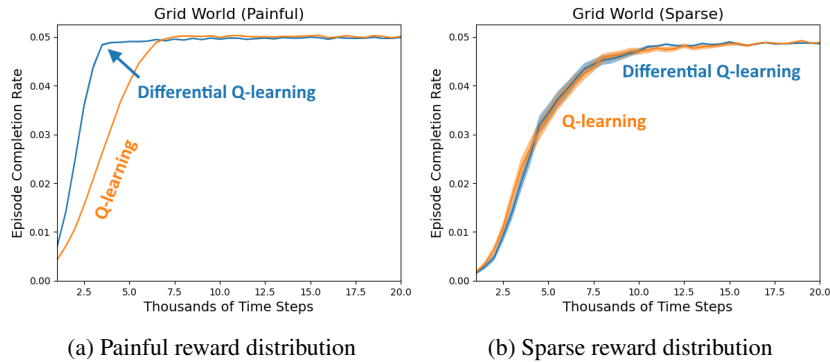 Grid World (Painful)
Episode Completion Rate
0.05
0.04
0.03
0.02
0.01
0.00
Differential Q-learning
Q-learning
2.5 5.0 7.5 10.0 12.5 15.0 17.5 20.0
Thousands of Time Steps
(a) Painful reward distribution
Grid World (Sparse)
Episode Completion Rate
0.05
0.04
0.03
0.02
0.01
0.00
Differential Q-learning
Q-learning
2.5 5.0 7.5 10.0 12.5 15.0 17.5 20.0
Thousands of Time Steps
(b) Sparse reward distribution